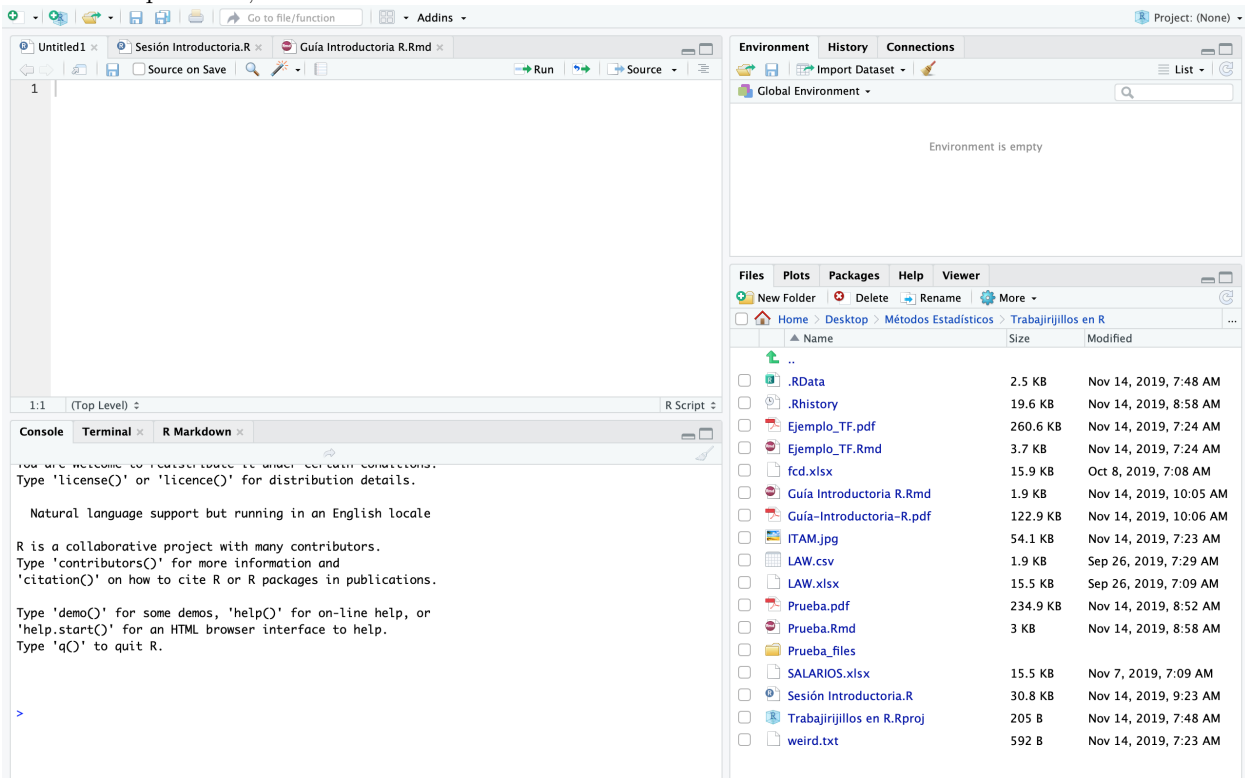 Go to file/function
Addins
Project: (None)
Untitled1 × Sesión Introductoria.R × Guía Introductoria R.Rmd ×
Source on Save Run Source
1
1:1 (Top Level) R Script
Console Terminal × R Markdown ×
You are welcome to redistribute it under certain conditions.
Type 'license()' or 'licence()' for distribution details.
Natural language support but running in an English locale
R is a collaborative project with many contributors.
Type 'contributors()' for more information and
'citation()' on how to cite R or R packages in publications.
Type 'demo()' for some demos, 'help()' for on-line help, or
'help.start()' for an HTML browser interface to help.
Type 'q()' to quit R.
>
Environment History Connections
Import Dataset List
Global Environment
Environment is empty
Files Plots Packages Help Viewer
New Folder Delete Rename More
Home > Desktop > Métodos Estadísticos > Trabajirijillos en R ...
Name Size Modified
..
.RData 2.5 KB Nov 14, 2019, 7:48 AM
.Rhistory 19.6 KB Nov 14, 2019, 8:58 AM
Ejemplo_TF.pdf 260.6 KB Nov 14, 2019, 7:24 AM
Ejemplo_TF.Rmd 3.7 KB Nov 14, 2019, 7:24 AM
fcd.xlsx 15.9 KB Oct 8, 2019, 7:08 AM
Guía Introductoria R.Rmd 1.9 KB Nov 14, 2019, 10:05 AM
Guía-Introductoria-R.pdf 122.9 KB Nov 14, 2019, 10:06 AM
ITAM.jpg 54.1 KB Nov 14, 2019, 7:23 AM
LAW.csv 1.9 KB Sep 26, 2019, 7:29 AM
LAW.xlsx 15.5 KB Sep 26, 2019, 7:09 AM
Prueba.pdf 234.9 KB Nov 14, 2019, 8:52 AM
Prueba.Rmd 3 KB Nov 14, 2019, 8:58 AM
Prueba_files
SALARIOS.xlsx 15.5 KB Nov 7, 2019, 7:09 AM
Sesión Introductoria.R 30.8 KB Nov 14, 2019, 9:23 AM
Trabajirijillos en R.Rproj 205 B Nov 14, 2019, 7:48 AM
weird.txt 592 B Nov 14, 2019, 7:23 AM